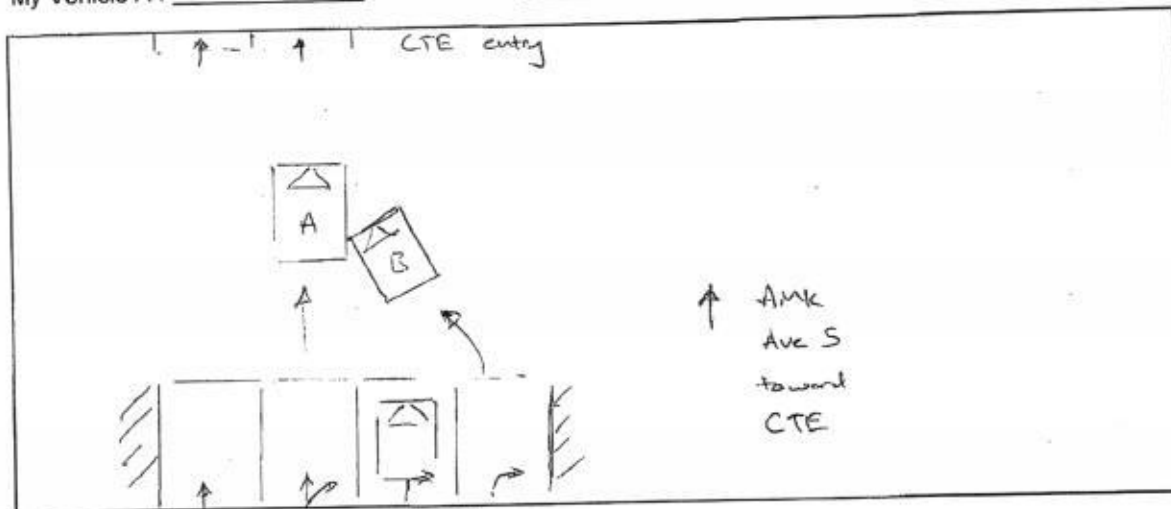 My Vehicle
CTE entry
A
B
AMK
Ave 5
toward
CTE